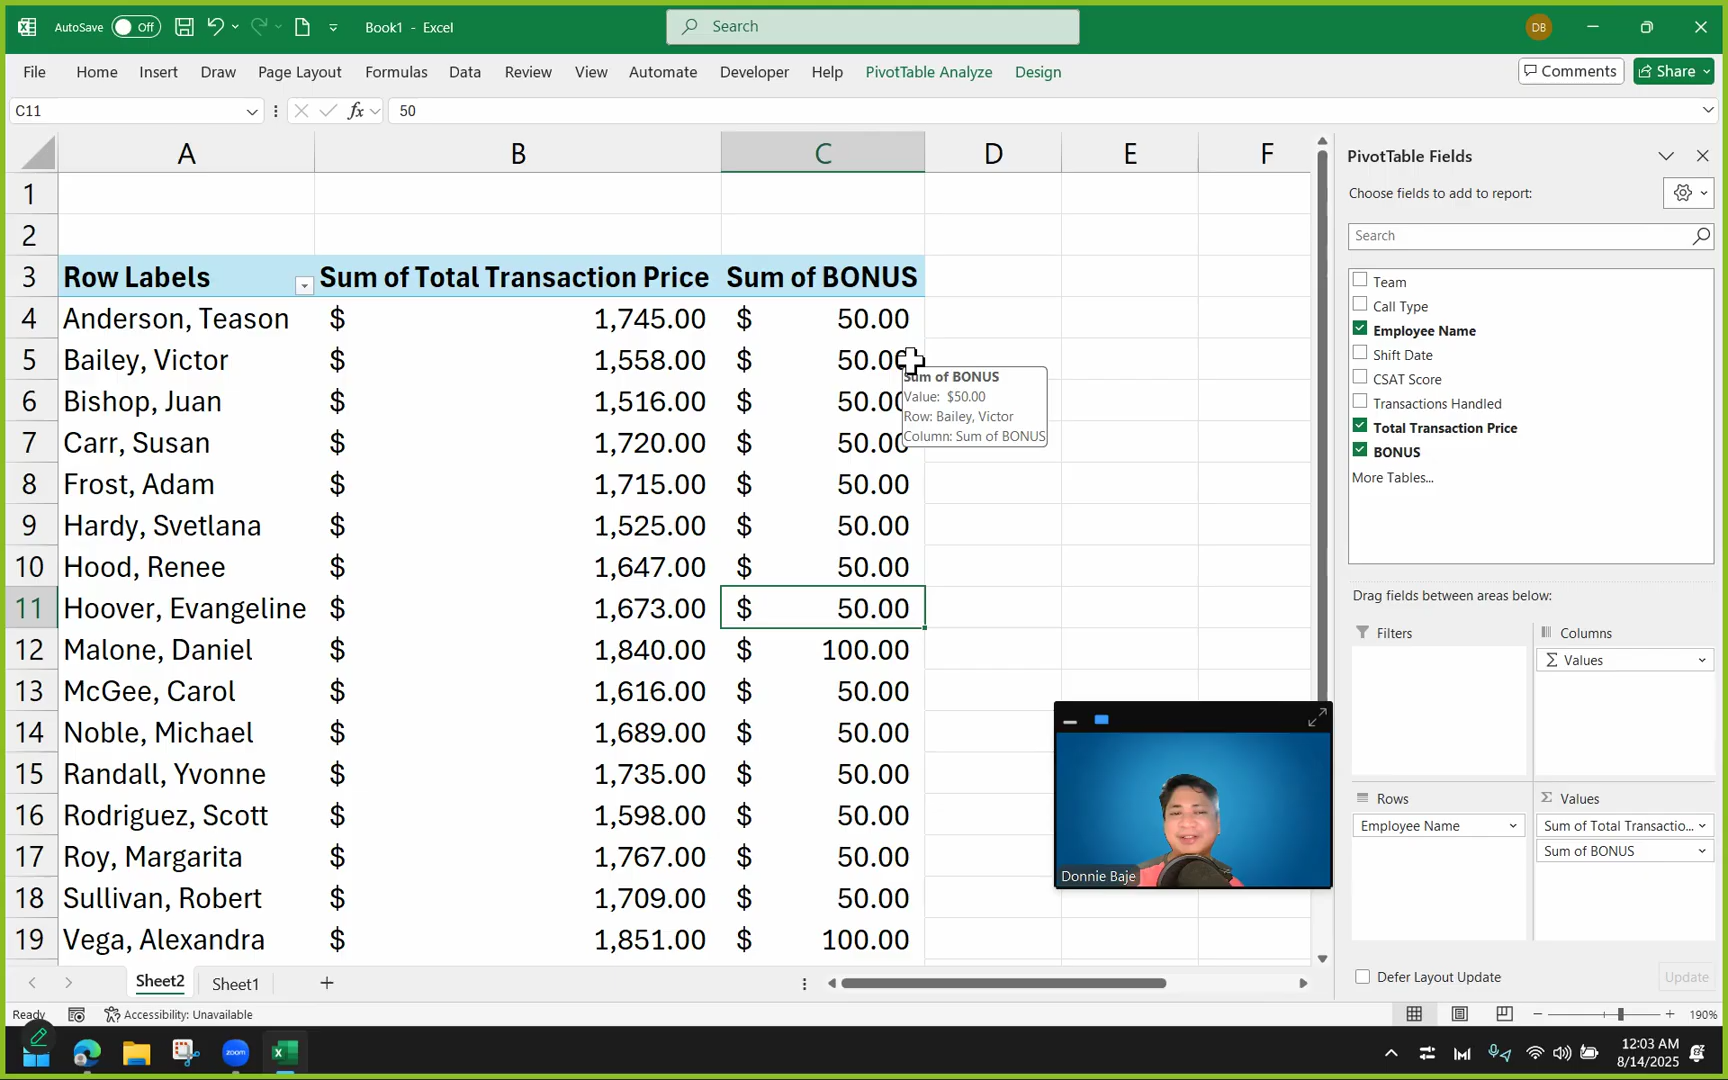 AutoSave Off Book1 - Excel Search DB
File Home Insert Draw Page Layout Formulas Data Review View Automate Developer Help PivotTable Analyze Design Comments Share
C11 fx 50
A B C D E F
1
2
3 Row Labels Sum of Total Transaction Price Sum of BONUS
4 Anderson, Teason $ 1,745.00 $ 50.00
5 Bailey, Victor $ 1,558.00 $ 50.00
6 Bishop, Juan $ 1,516.00 $ 50.00
7 Carr, Susan $ 1,720.00 $ 50.00
8 Frost, Adam $ 1,715.00 $ 50.00
9 Hardy, Svetlana $ 1,525.00 $ 50.00
10 Hood, Renee $ 1,647.00 $ 50.00
11 Hoover, Evangeline $ 1,673.00 $ 50.00
12 Malone, Daniel $ 1,840.00 $ 100.00
13 McGee, Carol $ 1,616.00 $ 50.00
14 Noble, Michael $ 1,689.00 $ 50.00
15 Randall, Yvonne $ 1,735.00 $ 50.00
16 Rodriguez, Scott $ 1,598.00 $ 50.00
17 Roy, Margarita $ 1,767.00 $ 50.00
18 Sullivan, Robert $ 1,709.00 $ 50.00
19 Vega, Alexandra $ 1,851.00 $ 100.00
Sum of BONUS
Value: $50.00
Row: Bailey, Victor
Column: Sum of BONUS
Donnie Baje
PivotTable Fields
Choose fields to add to report:
Search
Team
Call Type
Employee Name
Shift Date
CSAT Score
Transactions Handled
Total Transaction Price
BONUS
More Tables...
Drag fields between areas below:
Filters
Columns
Σ Values
Rows
Employee Name
Σ Values
Sum of Total Transactio...
Sum of BONUS
Defer Layout Update Update
Sheet2 Sheet1
Ready Accessibility: Unavailable 190%
zoom
12:03 AM
8/14/2025